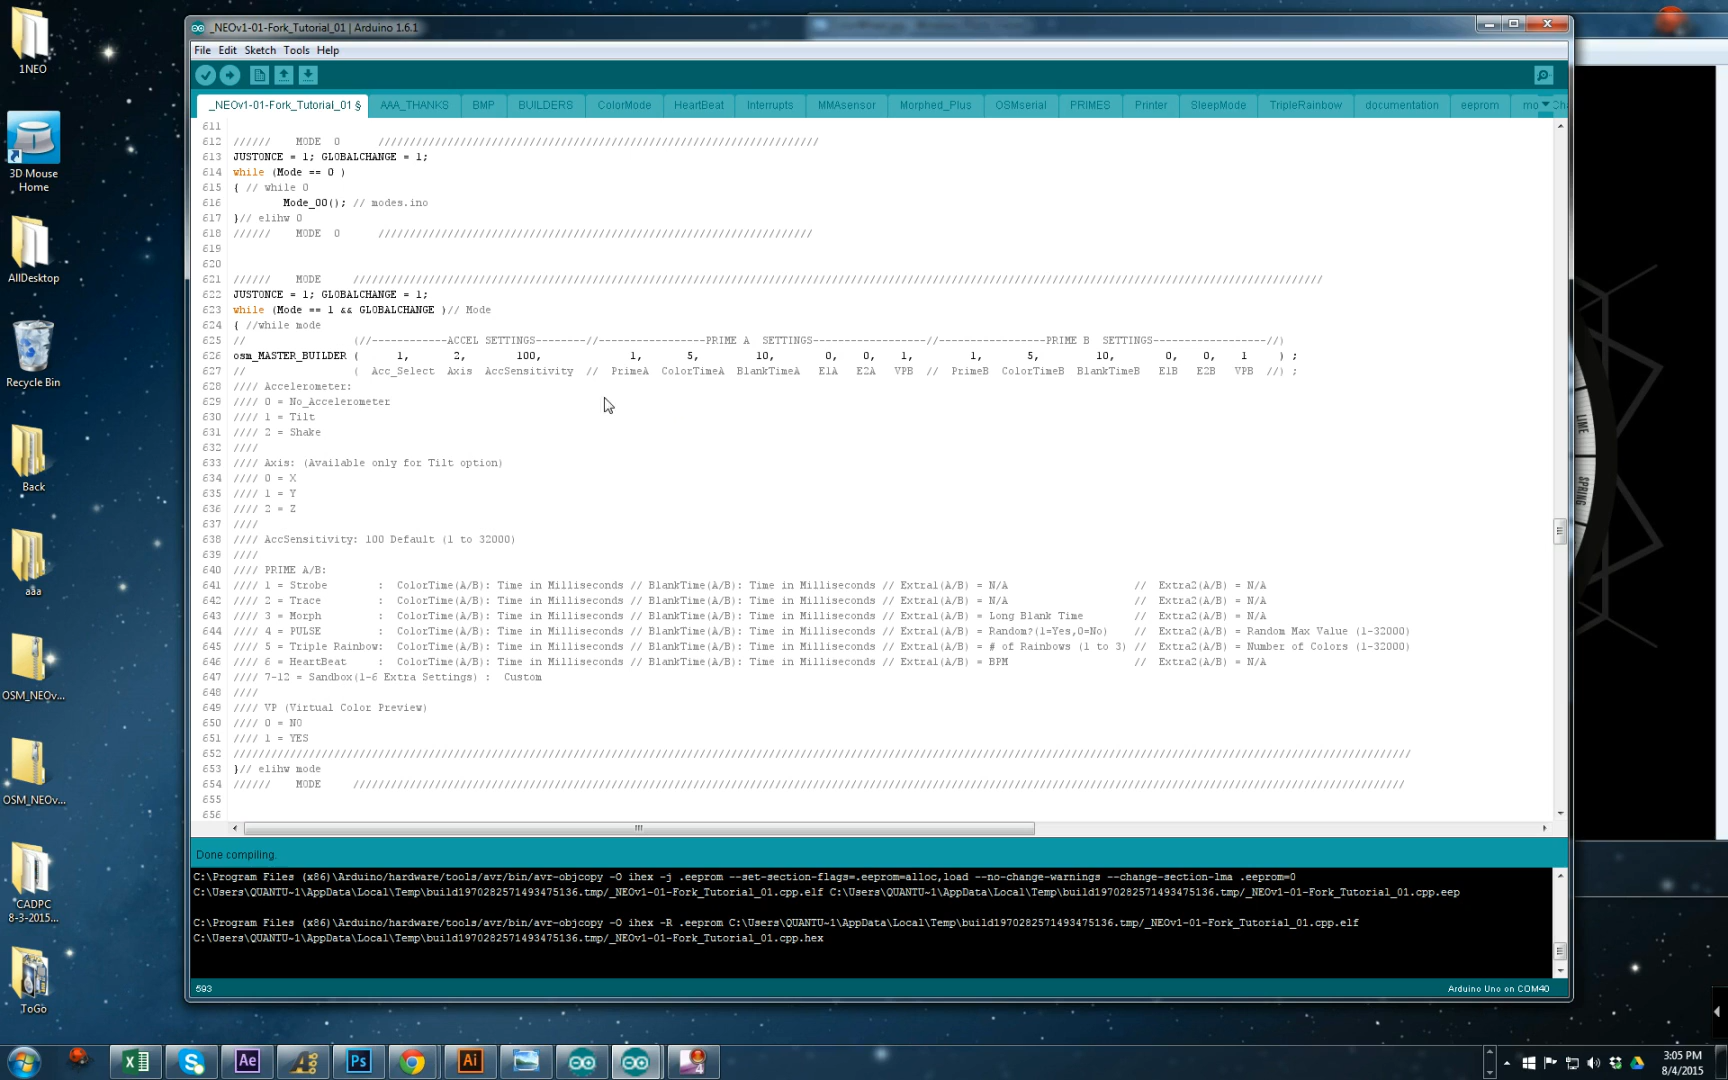 _NEOv1-01-Fork_Tutorial_01 | Arduino 1.6.1
File Edit Sketch Tools Help
_NEOv1-01-Fork_Tutorial_01 § AAA_THANKS BMP BUILDERS ColorMode HeartBeat Interrupts MMAsensor Morphed_Plus OSMserial PRIMES Printer SleepMode TripleRainbow documentation eeprom
611
612 ////// MODE 0 //////////////////////////////////////////////////////////////////////
613 JUSTONCE = 1; GLOBALCHANGE = 1;
614 while (Mode == 0 )
615 { // while 0
616 Mode_00(); // modes.ino
617 }// elihw 0
618 ////// MODE 0 /////////////////////////////////////////////////////////////////////
619
620
621 ////// MODE ///////////////////////////////////////////////////////////////////////////////////////////////////////////////////////////////////////////////////////////
622 JUSTONCE = 1; GLOBALCHANGE = 1;
623 while (Mode == 1 && GLOBALCHANGE )// Mode
624 { //while mode
625 // (//------------ACCEL SETTINGS--------//-----------------PRIME A SETTINGS------------------//-----------------PRIME B SETTINGS------------------//)
626 osm_MASTER_BUILDER ( 1, 2, 100, 1, 5, 10, 0, 0, 1, 1, 5, 10, 0, 0, 1 ) ;
627 // ( Acc_Select Axis AccSensitivity // PrimeA ColorTimeA BlankTimeA E1A E2A VPB // PrimeB ColorTimeB BlankTimeB E1B E2B VPB //) ;
628 //// Accelerometer:
629 //// 0 = No_Accelerometer
630 //// 1 = Tilt
631 //// 2 = Shake
632 ////
633 //// Axis: (Available only for Tilt option)
634 //// 0 = X
635 //// 1 = Y
636 //// 2 = Z
637 ////
638 //// AccSensitivity: 100 Default (1 to 32000)
639 ////
640 //// PRIME A/B:
641 //// 1 = Strobe : ColorTime(A/B): Time in Milliseconds // BlankTime(A/B): Time in Milliseconds // Extra1(A/B) = N/A // Extra2(A/B) = N/A
642 //// 2 = Trace : ColorTime(A/B): Time in Milliseconds // BlankTime(A/B): Time in Milliseconds // Extra1(A/B) = N/A // Extra2(A/B) = N/A
643 //// 3 = Morph : ColorTime(A/B): Time in Milliseconds // BlankTime(A/B): Time in Milliseconds // Extra1(A/B) = Long Blank Time // Extra2(A/B) = N/A
644 //// 4 = PULSE : ColorTime(A/B): Time in Milliseconds // BlankTime(A/B): Time in Milliseconds // Extra1(A/B) = Random?(1=Yes,0=No) // Extra2(A/B) = Random Max Value (1-32000)
645 //// 5 = Triple Rainbow: ColorTime(A/B): Time in Milliseconds // BlankTime(A/B): Time in Milliseconds // Extra1(A/B) = # of Rainbows (1 to 3) // Extra2(A/B) = Number of Colors (1-32000)
646 //// 6 = HeartBeat : ColorTime(A/B): Time in Milliseconds // BlankTime(A/B): Time in Milliseconds // Extra1(A/B) = BPM // Extra2(A/B) = N/A
647 //// 7-12 = Sandbox(1-6 Extra Settings) : Custom
648 ////
649 //// VP (Virtual Color Preview)
650 //// 0 = NO
651 //// 1 = YES
652 ////////////////////////////////////////////////////////////////////////////////////////////////////////////////////////////////////////////////////////////////////////////////////////////
653 }// elihw mode
654 ////// MODE ////////////////////////////////////////////////////////////////////////////////////////////////////////////////////////////////////////////////////////////////////////
655
656
Done compiling.
C:\Program Files (x86)\Arduino/hardware/tools/avr/bin/avr-objcopy -O ihex -j .eeprom --set-section-flags=.eeprom=alloc,load --no-change-warnings --change-section-lma .eeprom=0
C:\Users\QUANTU~1\AppData\Local\Temp\build1970282571493475136.tmp/_NEOv1-01-Fork_Tutorial_01.cpp.elf C:\Users\QUANTU~1\AppData\Local\Temp\build1970282571493475136.tmp/_NEOv1-01-Fork_Tutorial_01.cpp.eep
C:\Program Files (x86)\Arduino/hardware/tools/avr/bin/avr-objcopy -O ihex -R .eeprom C:\Users\QUANTU~1\AppData\Local\Temp\build1970282571493475136.tmp/_NEOv1-01-Fork_Tutorial_01.cpp.elf
C:\Users\QUANTU~1\AppData\Local\Temp\build1970282571493475136.tmp/_NEOv1-01-Fork_Tutorial_01.cpp.hex
593
Arduino Uno on COM40
1NEO
3D Mouse
Home
AllDesktop
Recycle Bin
Back
aaa
OSM_NEOv...
OSM_NEOv...
CADPC
8-3-2015...
ToGo
LIME
SPRING
Ae
Ps
Ai
4
3:05 PM
8/4/2015